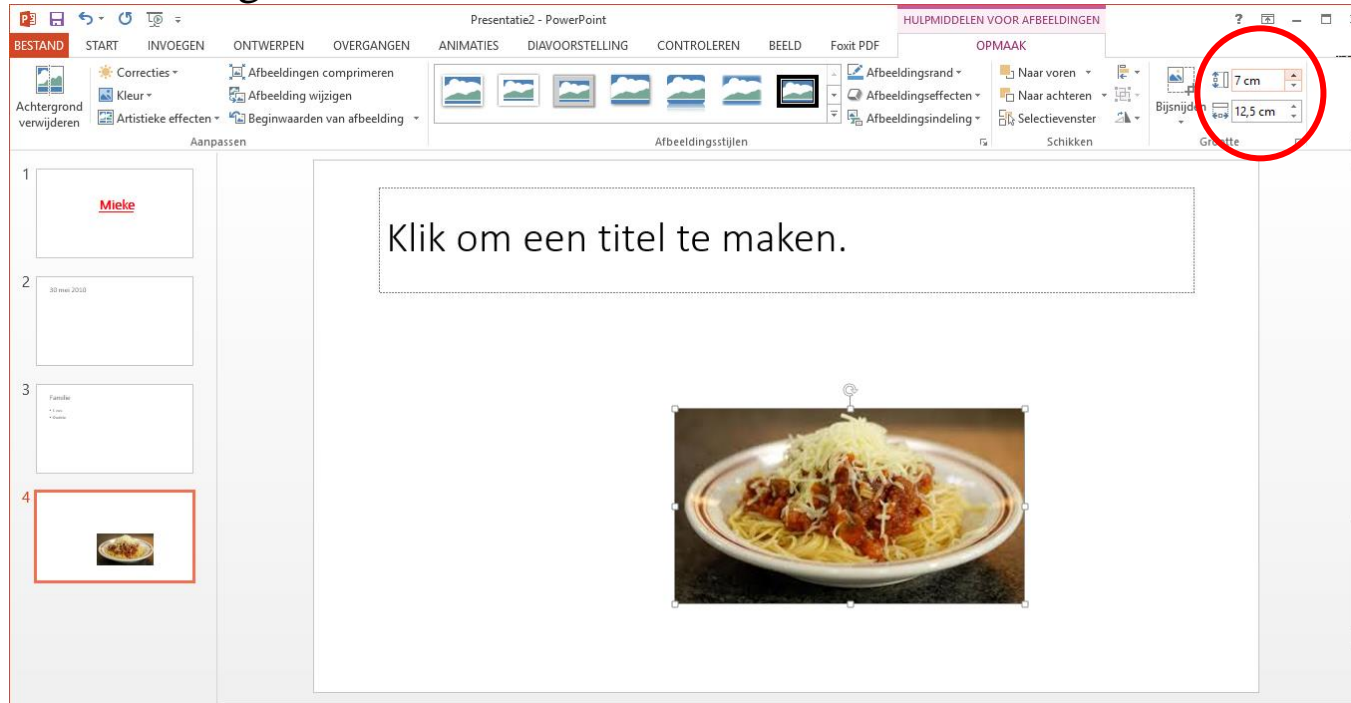 Presentatie2 - PowerPoint
HULPMIDDELEN VOOR AFBEELDINGEN
?
BESTAND START INVOEGEN ONTWERPEN OVERGANGEN ANIMATIES DIAVOORSTELLING CONTROLEREN BEELD Foxit PDF OPMAAK
Achtergrond verwijderen
Correcties
Kleur
Artistieke effecten
Afbeeldingen comprimeren
Afbeelding wijzigen
Beginwaarden van afbeelding
Aanpassen
Afbeeldingsstijlen
Afbeeldingsrand
Afbeeldingseffecten
Afbeeldingsindeling
Naar voren
Naar achteren
Selectievenster
Schikken
Bijsnijden
7 cm
12,5 cm
Grootte
1
Mieke
2
30 mei 2018
3
Familie
4
Klik om een titel te maken.